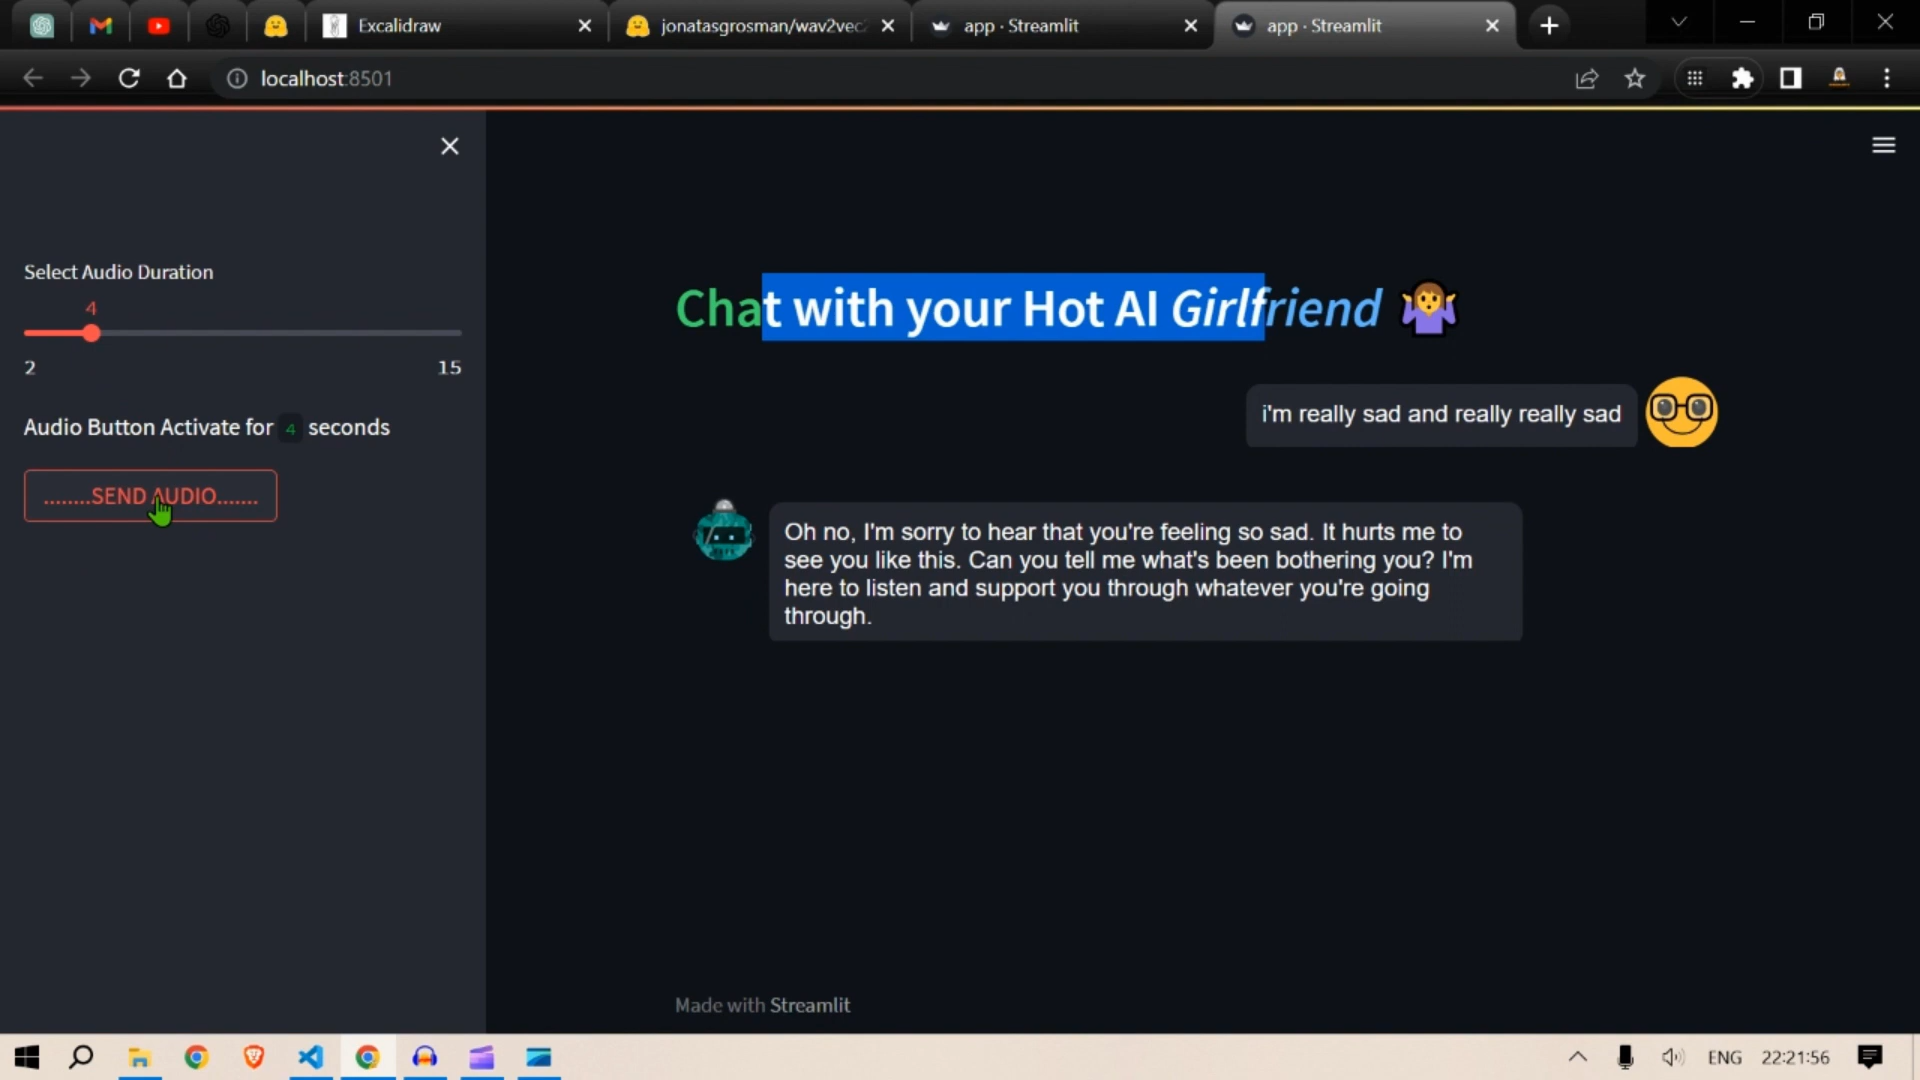 Excalidraw
jonatasgrosman/wav2vec
app · Streamlit
app · Streamlit
localhost:8501
Select Audio Duration
4
2
15
Audio Button Activate for 4 seconds
........SEND AUDIO.......
Chat with your Hot AI Girlfriend
i'm really sad and really really sad
Oh no, I'm sorry to hear that you're feeling so sad. It hurts me to
see you like this. Can you tell me what's been bothering you? I'm
here to listen and support you through whatever you're going
through.
Made with Streamlit
ENG
22:21:56